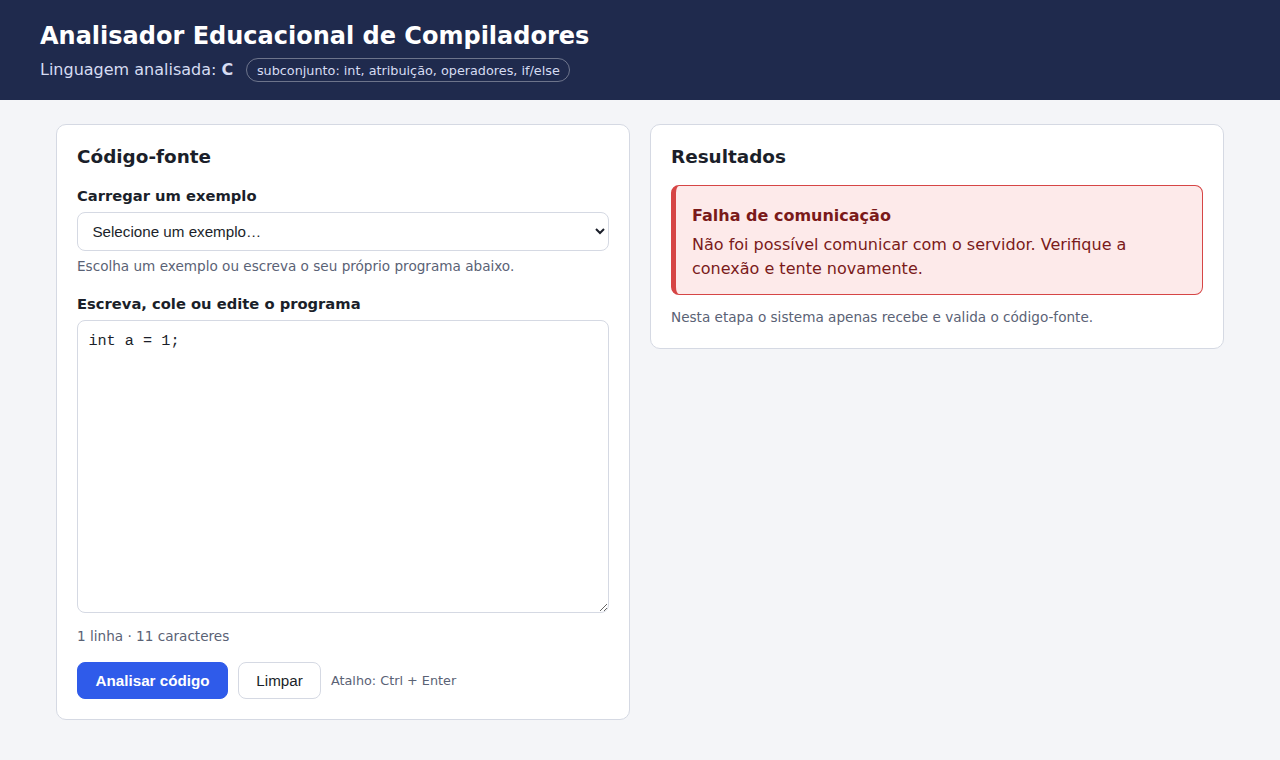 Analisador Educacional de Compiladores
Linguagem analisada: C subconjunto: int, atribuição, operadores, if/else
Código-fonte
Carregar um exemplo
Selecione um exemplo…
Escolha um exemplo ou escreva o seu próprio programa abaixo.
Escreva, cole ou edite o programa
int a = 1;
1 linha · 11 caracteres
Analisar código Limpar Atalho: Ctrl + Enter
Resultados
Falha de comunicação
Não foi possível comunicar com o servidor. Verifique a
conexão e tente novamente.
Nesta etapa o sistema apenas recebe e valida o código-fonte.